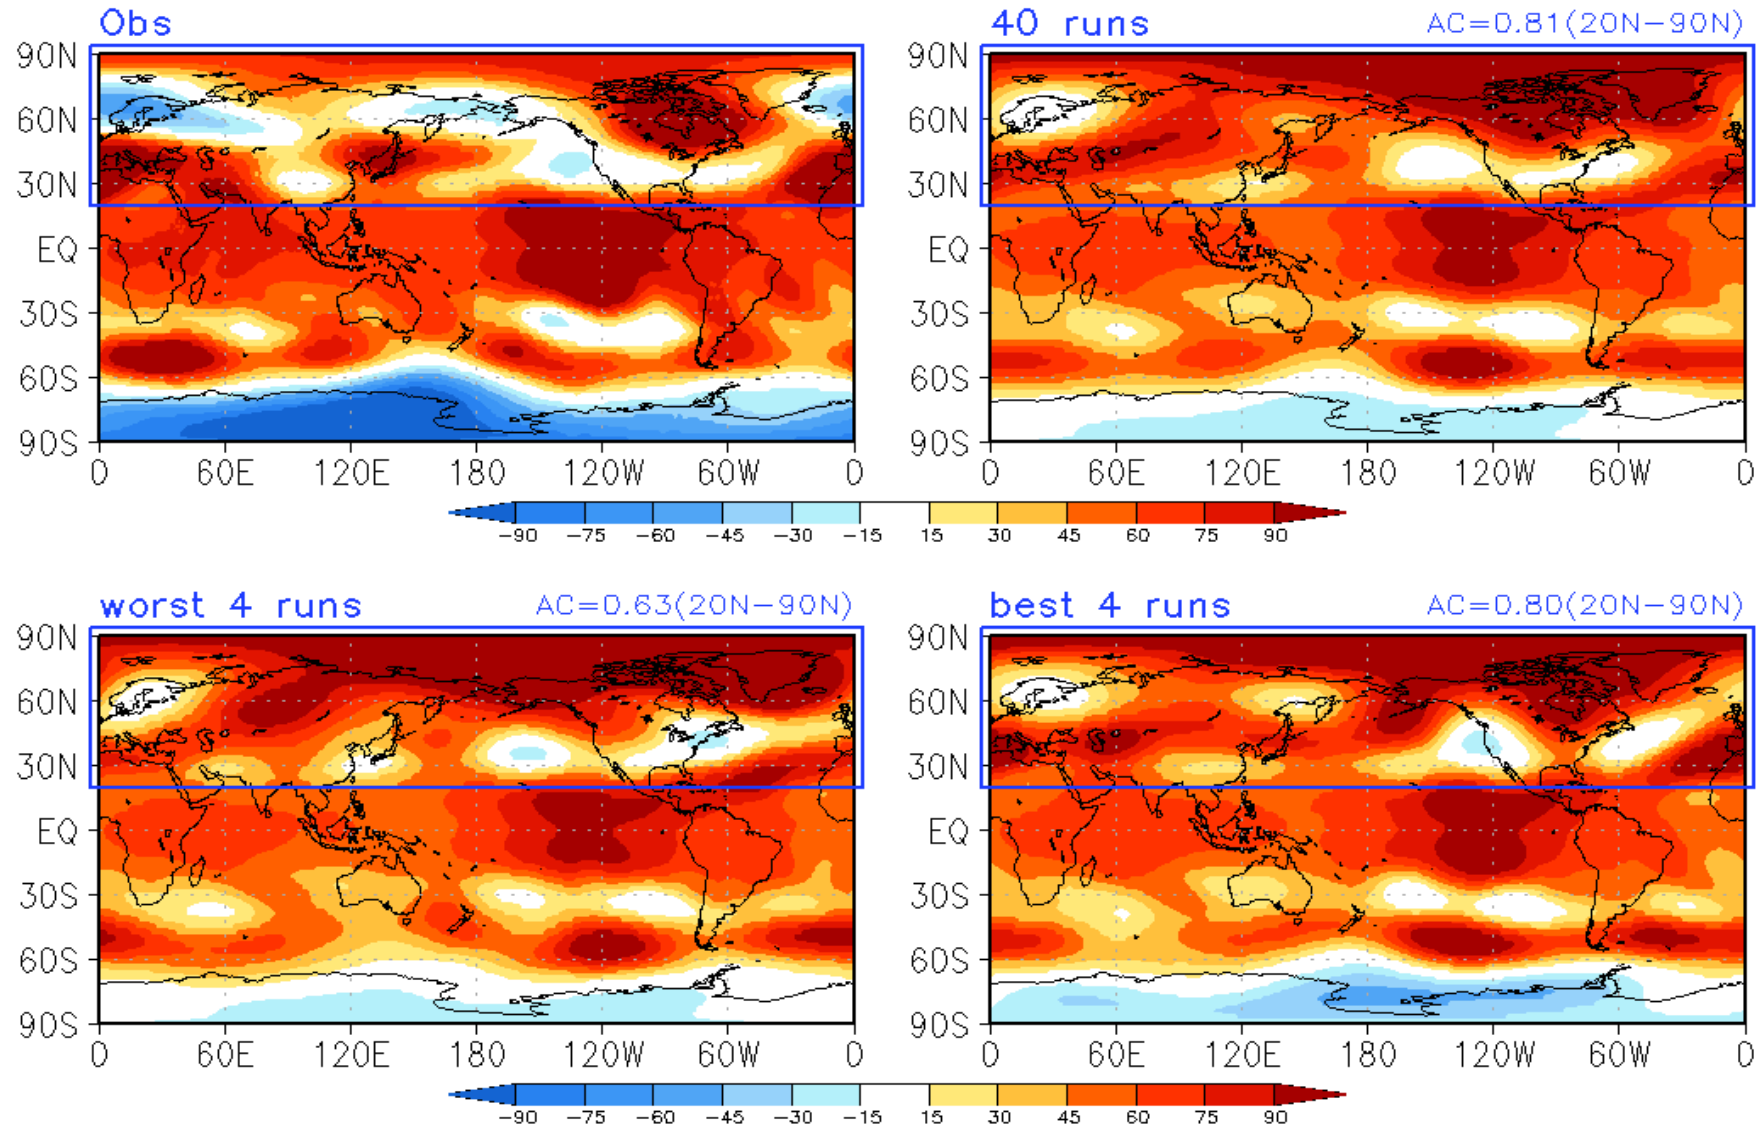 Obs
40 runs AC=0.81(20N−90N)
90N
60N
30N
EQ
30S
60S
90S
0 60E 120E 180 120W 60W 0
90N
60N
30N
EQ
30S
60S
90S
0 60E 120E 180 120W 60W 0
−90 −75 −60 −45 −30 −15 15 30 45 60 75 90
worst 4 runs AC=0.63(20N−90N)
best 4 runs AC=0.80(20N−90N)
90N
60N
30N
EQ
30S
60S
90S
0 60E 120E 180 120W 60W 0
90N
60N
30N
EQ
30S
60S
90S
0 60E 120E 180 120W 60W 0
−90 −75 −60 −45 −30 −15 15 30 45 60 75 90